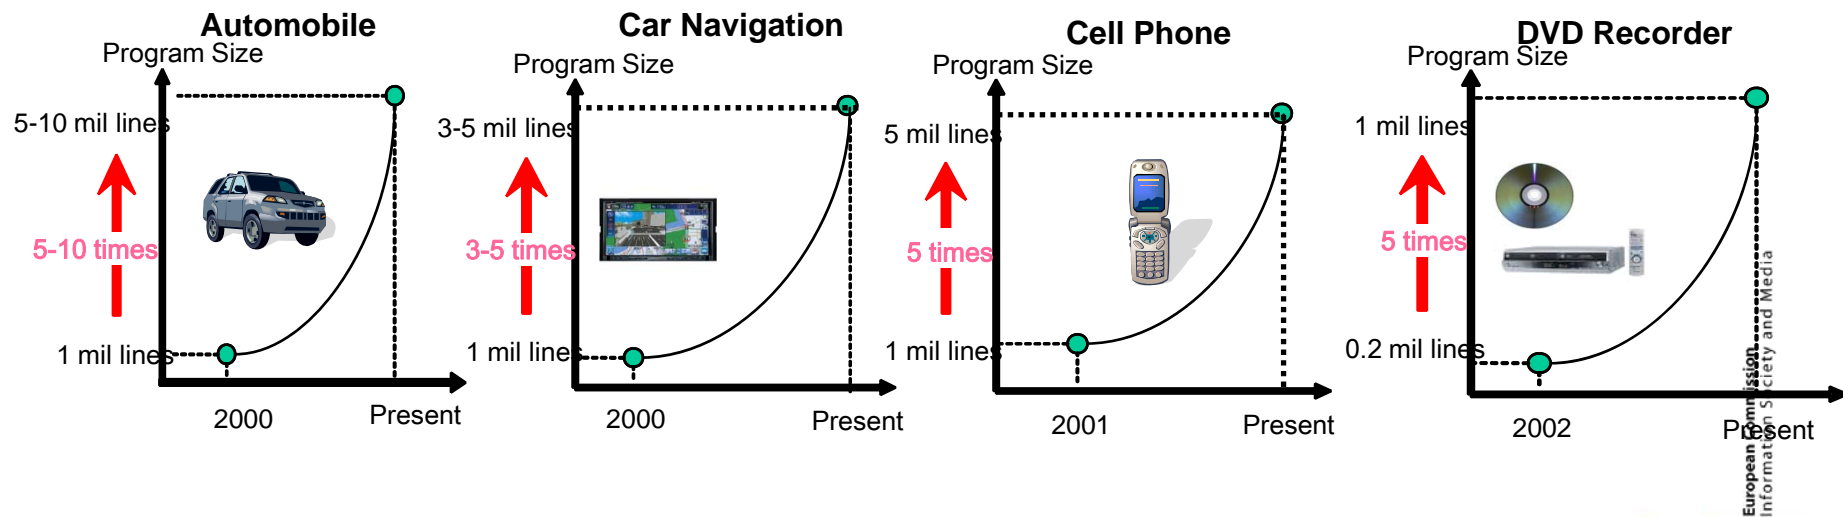 Automobile
Program Size
5-10 mil lines
5-10 times
1 mil lines
2000
Present
Car Navigation
Program Size
3-5 mil lines
3-5 times
1 mil lines
2000
Present
Cell Phone
Program Size
5 mil lines
5 times
1 mil lines
2001
Present
DVD Recorder
Program Size
1 mil lines
5 times
0.2 mil lines
2002
Present
European Commission
Information Society and Media